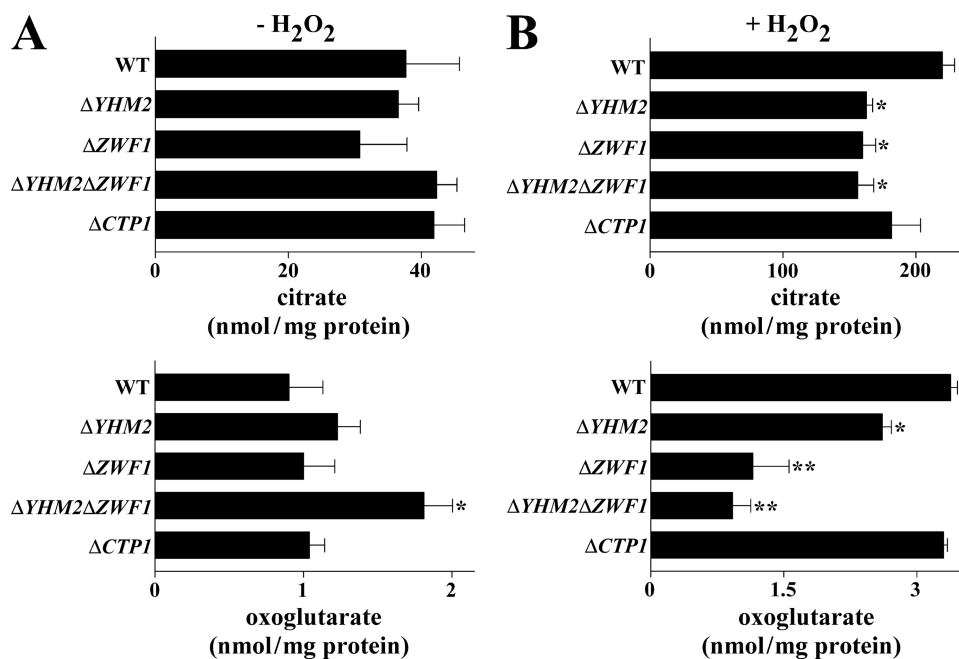 A
- H₂O₂
WT
ΔYHM2
ΔZWF1
ΔYHM2ΔZWF1
ΔCTP1
0 20 40
citrate
(nmol/mg protein)
WT
ΔYHM2
ΔZWF1
ΔYHM2ΔZWF1 *
ΔCTP1
0 1 2
oxoglutarate
(nmol/mg protein)
B
+ H₂O₂
WT
ΔYHM2 *
ΔZWF1 *
ΔYHM2ΔZWF1 *
ΔCTP1
0 100 200
citrate
(nmol/mg protein)
WT
ΔYHM2 *
ΔZWF1 **
ΔYHM2ΔZWF1 **
ΔCTP1
0 1.5 3
oxoglutarate
(nmol/mg protein)